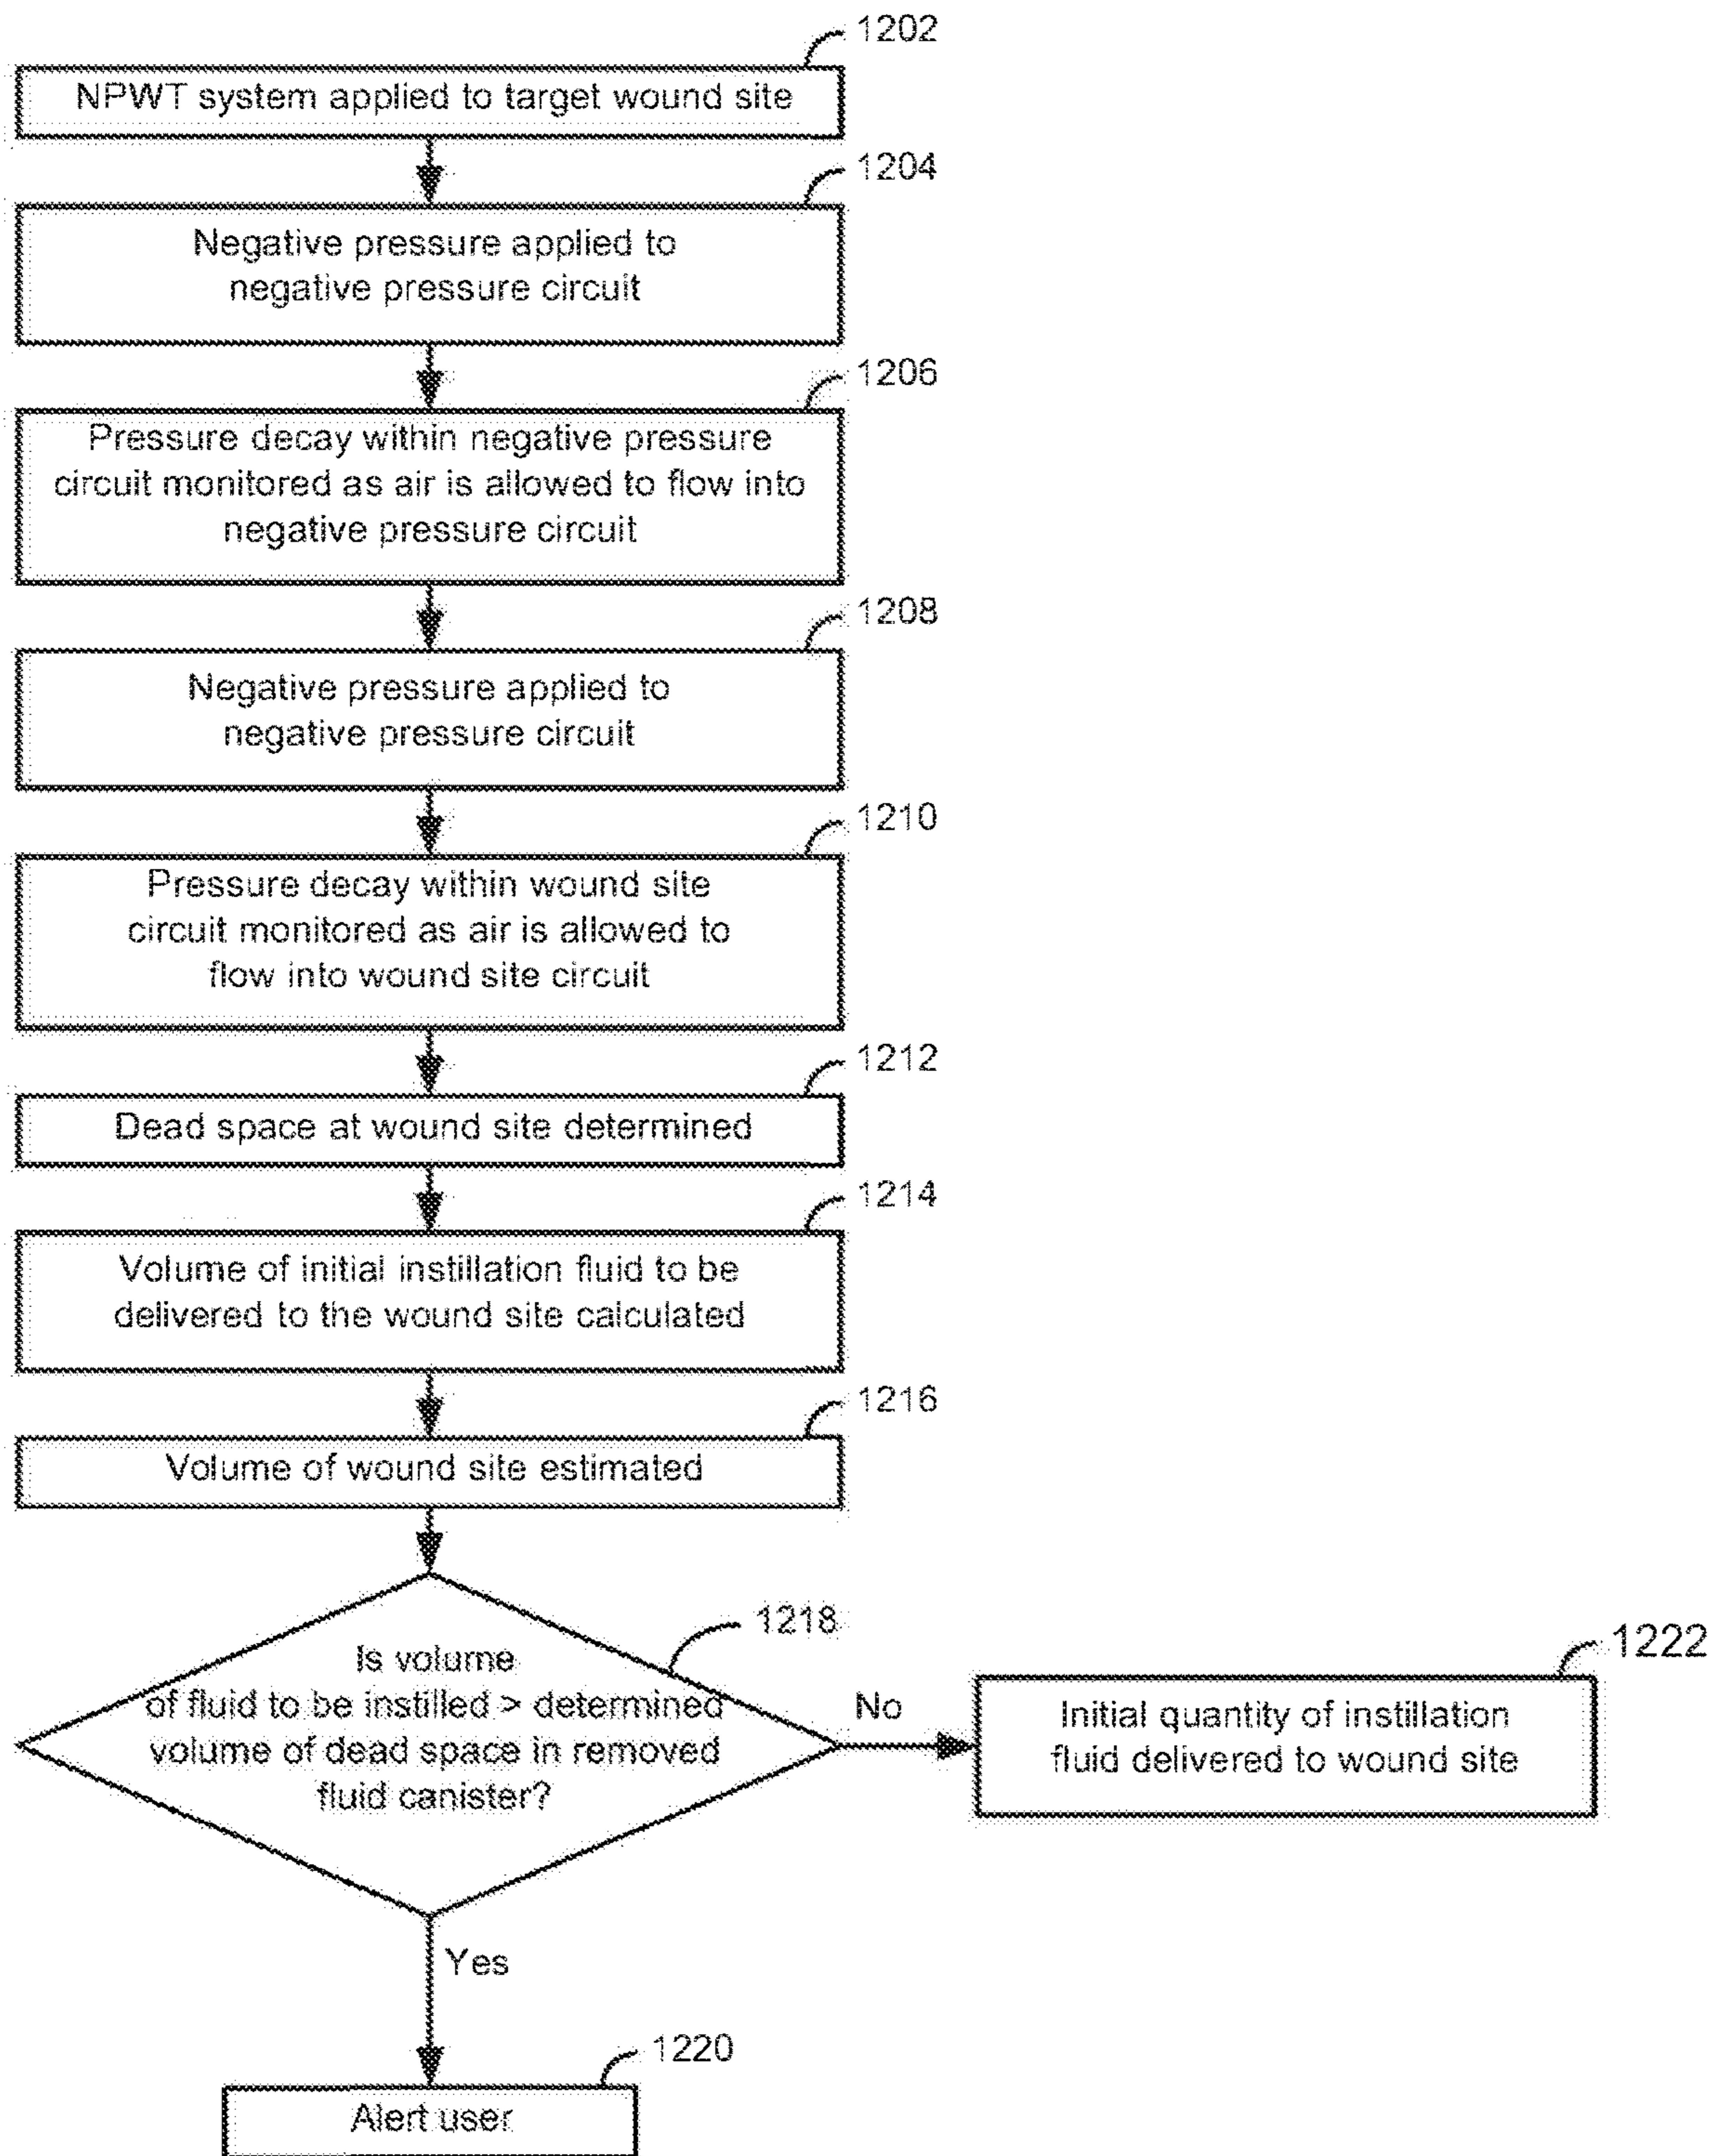 1202
NPWT system applied to target wound site
1204
Negative pressure applied to
negative pressure circuit
1206
Pressure decay within negative pressure
circuit monitored as air is allowed to flow into
negative pressure circuit
1208
Negative pressure applied to
negative pressure circuit
1210
Pressure decay within wound site
circuit monitored as air is allowed to
flow into wound site circuit
1212
Dead space at wound site determined
1214
Volume of initial instillation fluid to be
delivered to the wound site calculated
1216
Volume of wound site estimated
1218
Is volume
of fluid to be instilled > determined
volume of dead space in removed
fluid canister?
No
1222
Initial quantity of instillation
fluid delivered to wound site
Yes
1220
Alert user